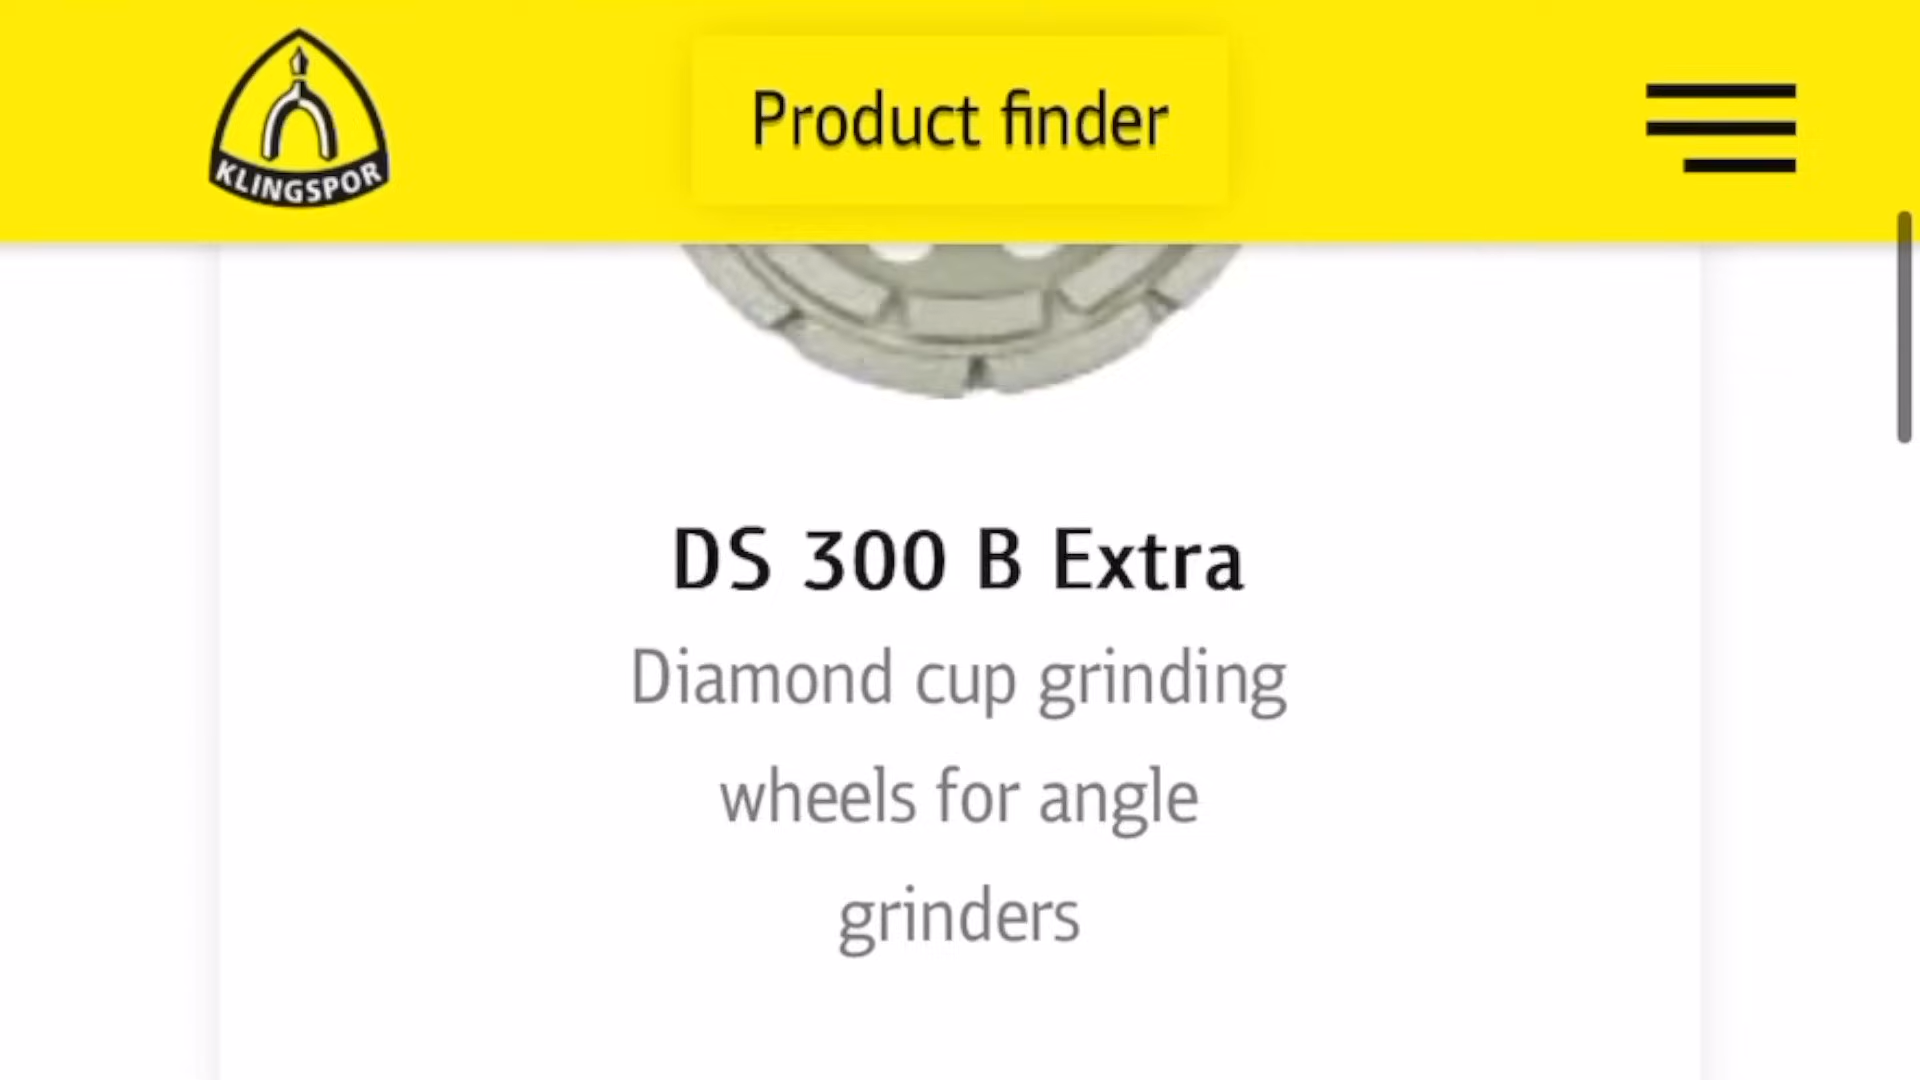 KLINGSPOR
Product finder
DS 300 B Extra
Diamond cup grinding
wheels for angle
grinders